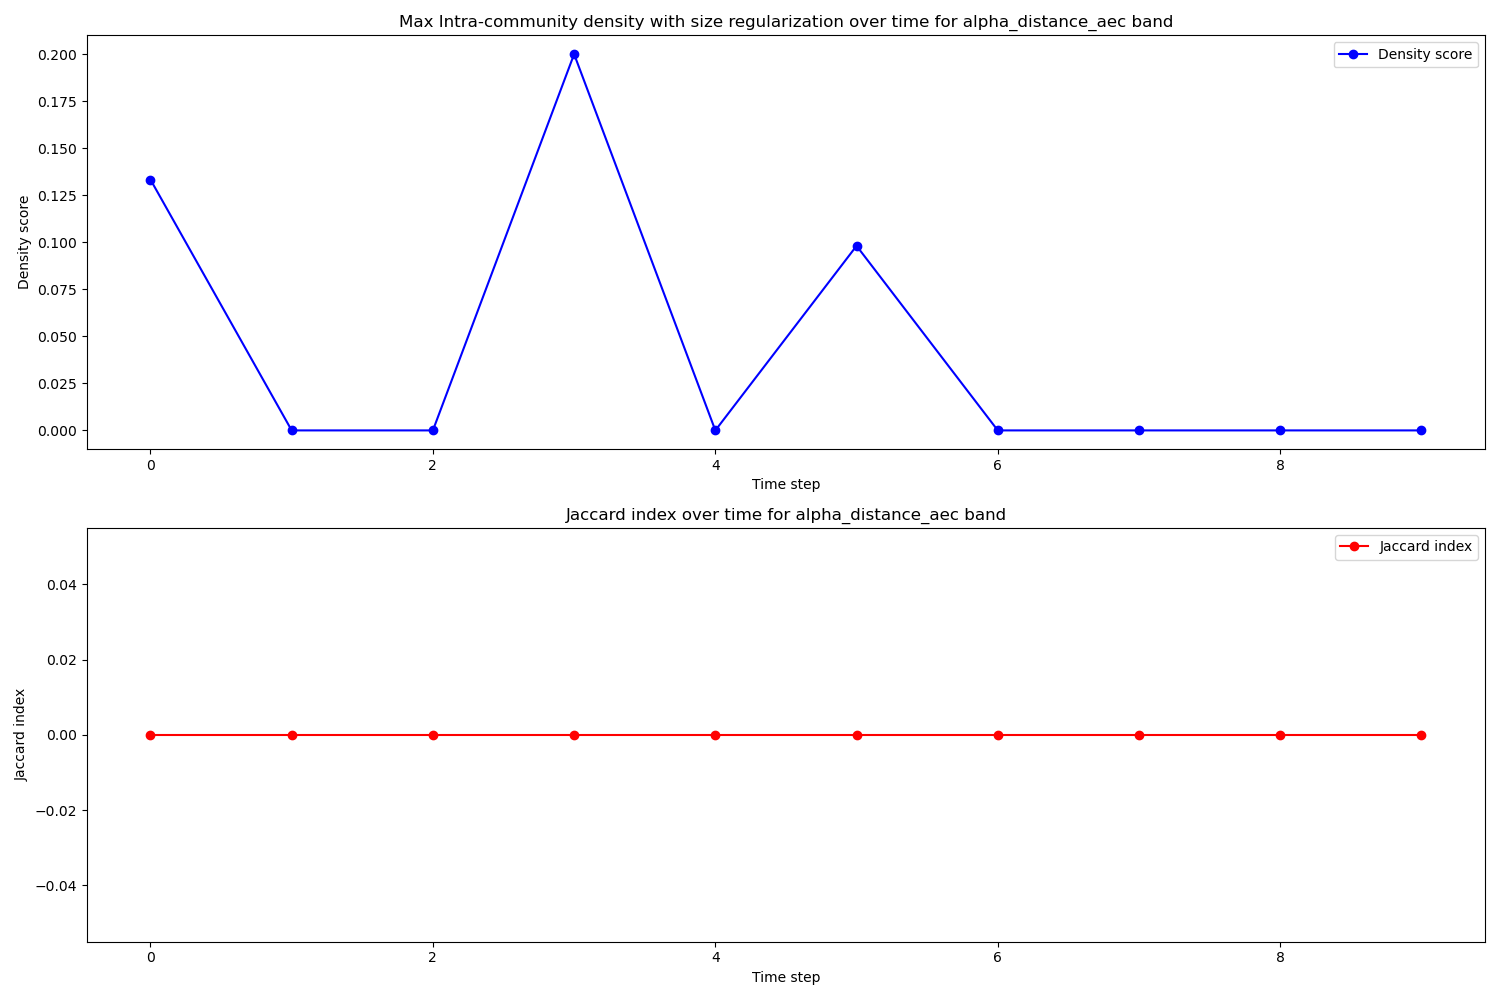 Max Intra-community density with size regularization over time for alpha_distance_aec band
Density score
0.200
0.175
0.150
0.125
0.100
0.075
0.050
0.025
0.000
Density score
0 2 4 6 8
Time step
Jaccard index over time for alpha_distance_aec band
Jaccard index
0.04
0.02
0.00
−0.02
−0.04
Jaccard index
0 2 4 6 8
Time step